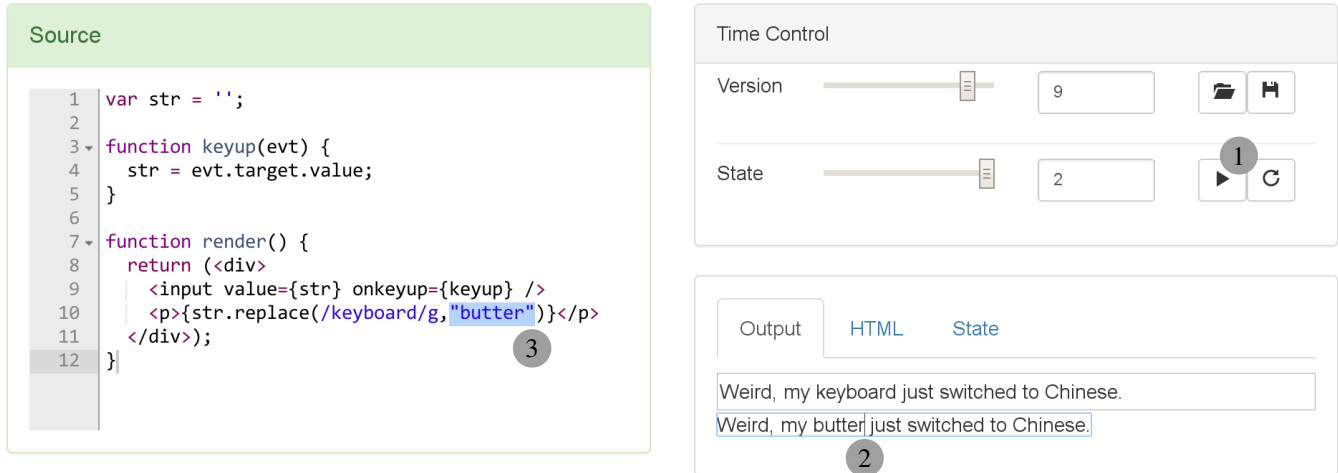 Source
1 var str = '';
2
3 function keyup(evt) {
4 str = evt.target.value;
5 }
6
7 function render() {
8 return (<div>
9 <input value={str} onkeyup={keyup} />
10 <p>{str.replace(/keyboard/g,"butter")}</p>
11 </div>);
12 }
3
Time Control
Version 9
1
State 2
Output HTML State
Weird, my keyboard just switched to Chinese.
Weird, my butter just switched to Chinese.
2